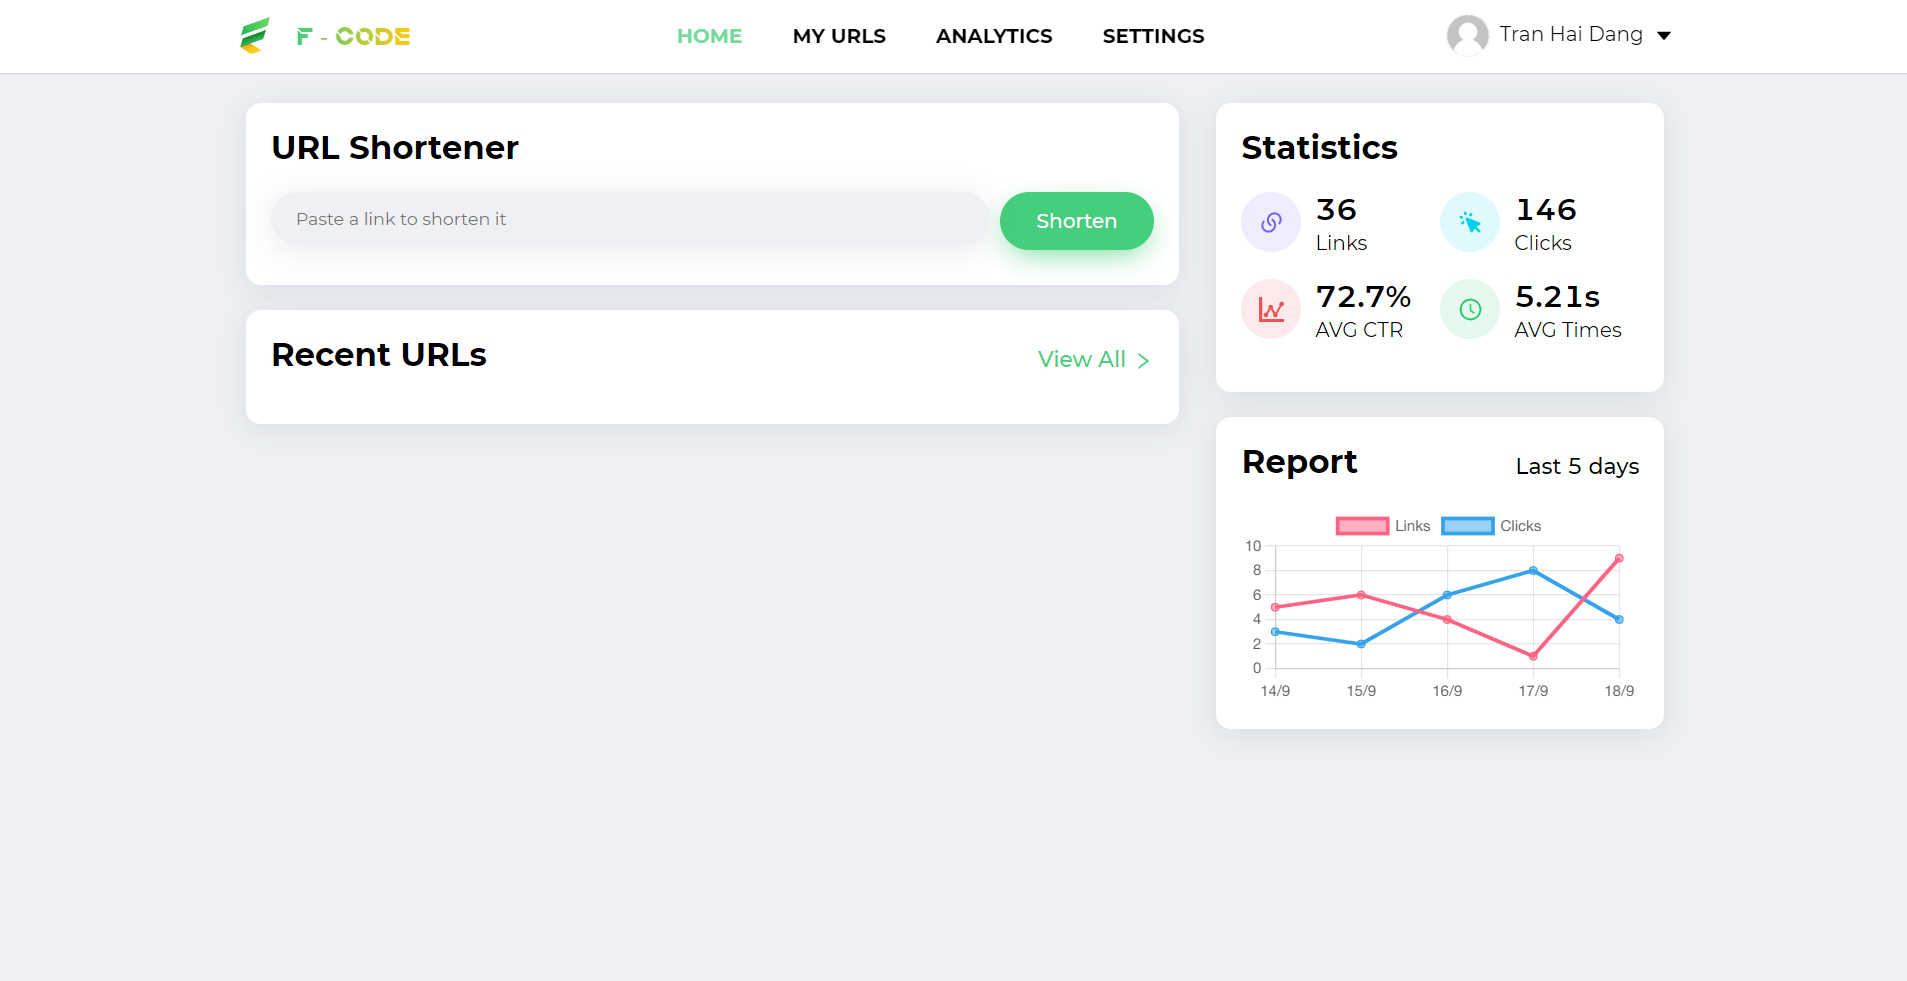 F - CODE
HOME MY URLS ANALYTICS SETTINGS
Tran Hai Dang
URL Shortener
Paste a link to shorten it
Shorten
Recent URLs
View All
Statistics
36
Links
146
Clicks
72.7%
AVG CTR
5.21s
AVG Times
Report
Last 5 days
Links Clicks
10
8
6
4
2
0
14/9 15/9 16/9 17/9 18/9